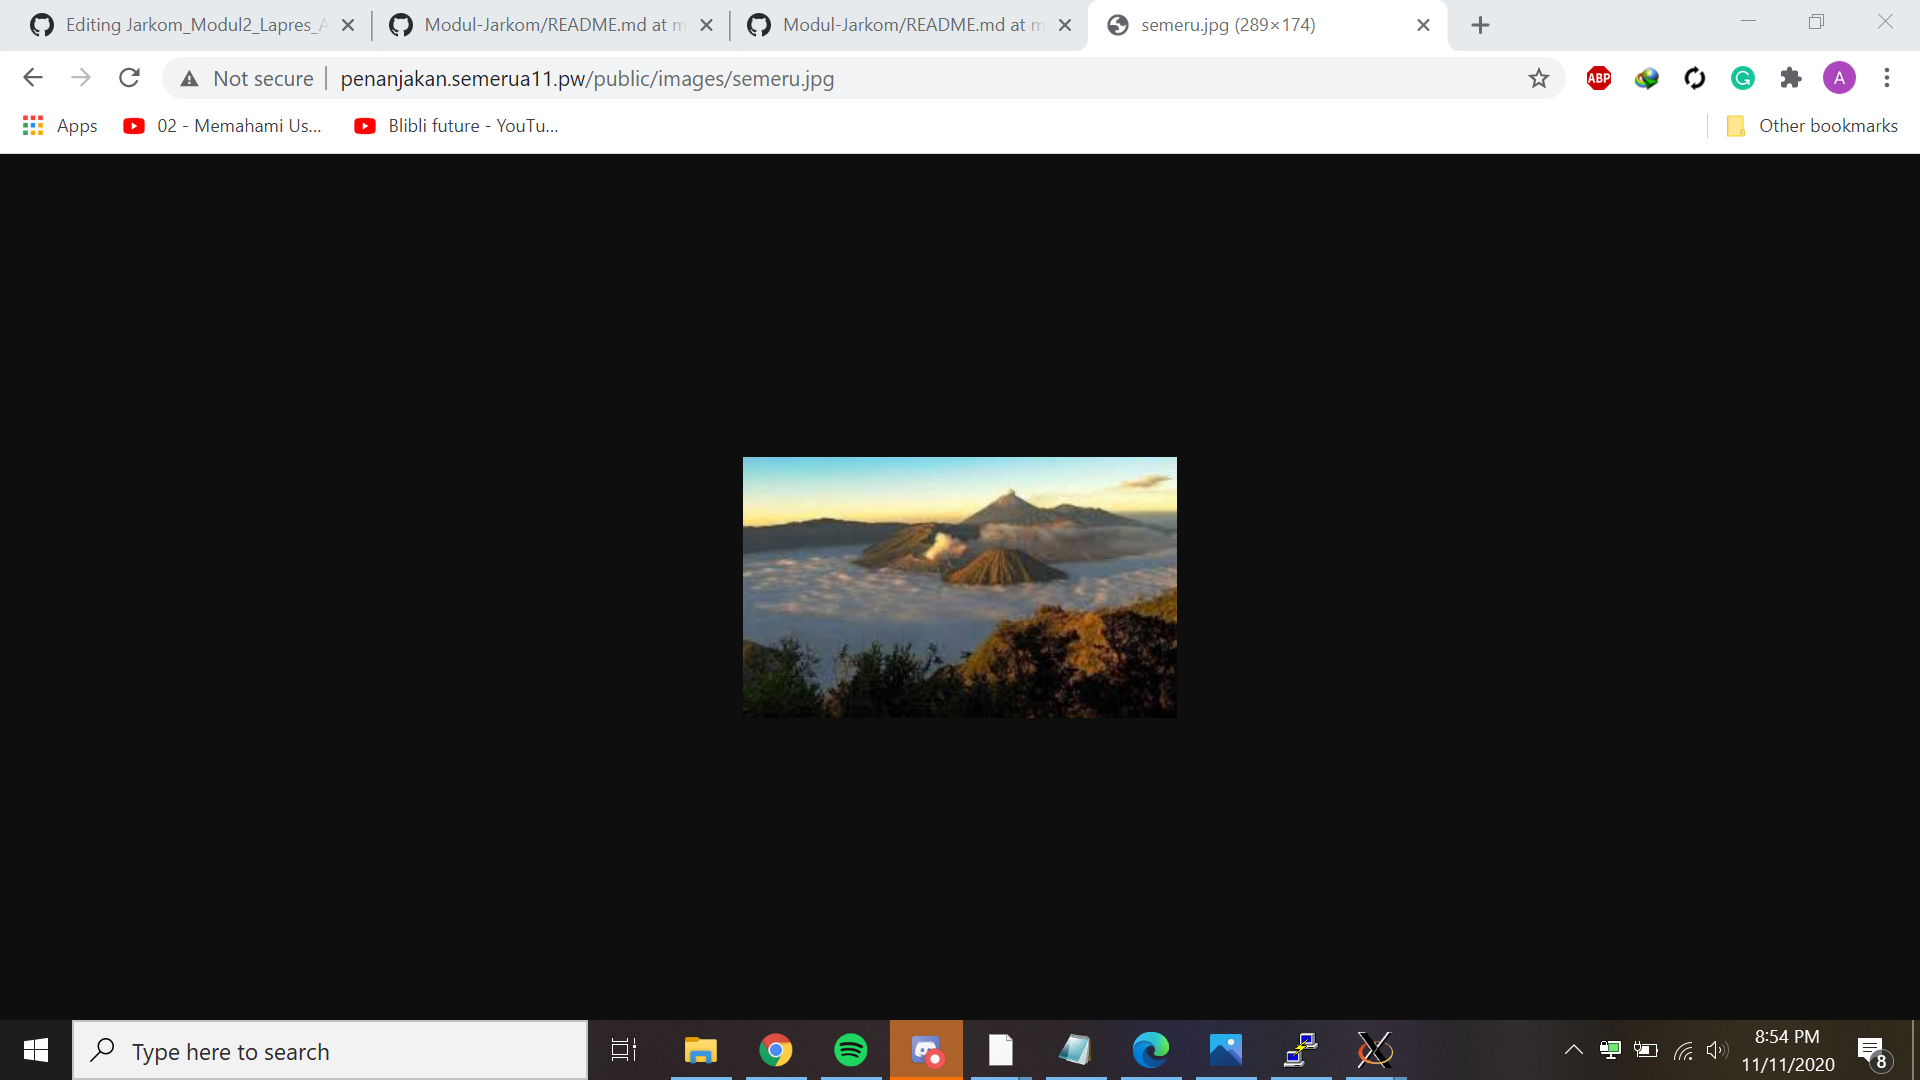 Editing Jarkom_Modul2_Lapres_A
Modul-Jarkom/README.md at m
Modul-Jarkom/README.md at m
semeru.jpg (289×174)
Not secure
penanjakan.semerua11.pw/public/images/semeru.jpg
ABP
G
A
Apps
02 - Memahami Us...
Blibli future - YouTu...
Other bookmarks
Type here to search
8:54 PM
11/11/2020
8